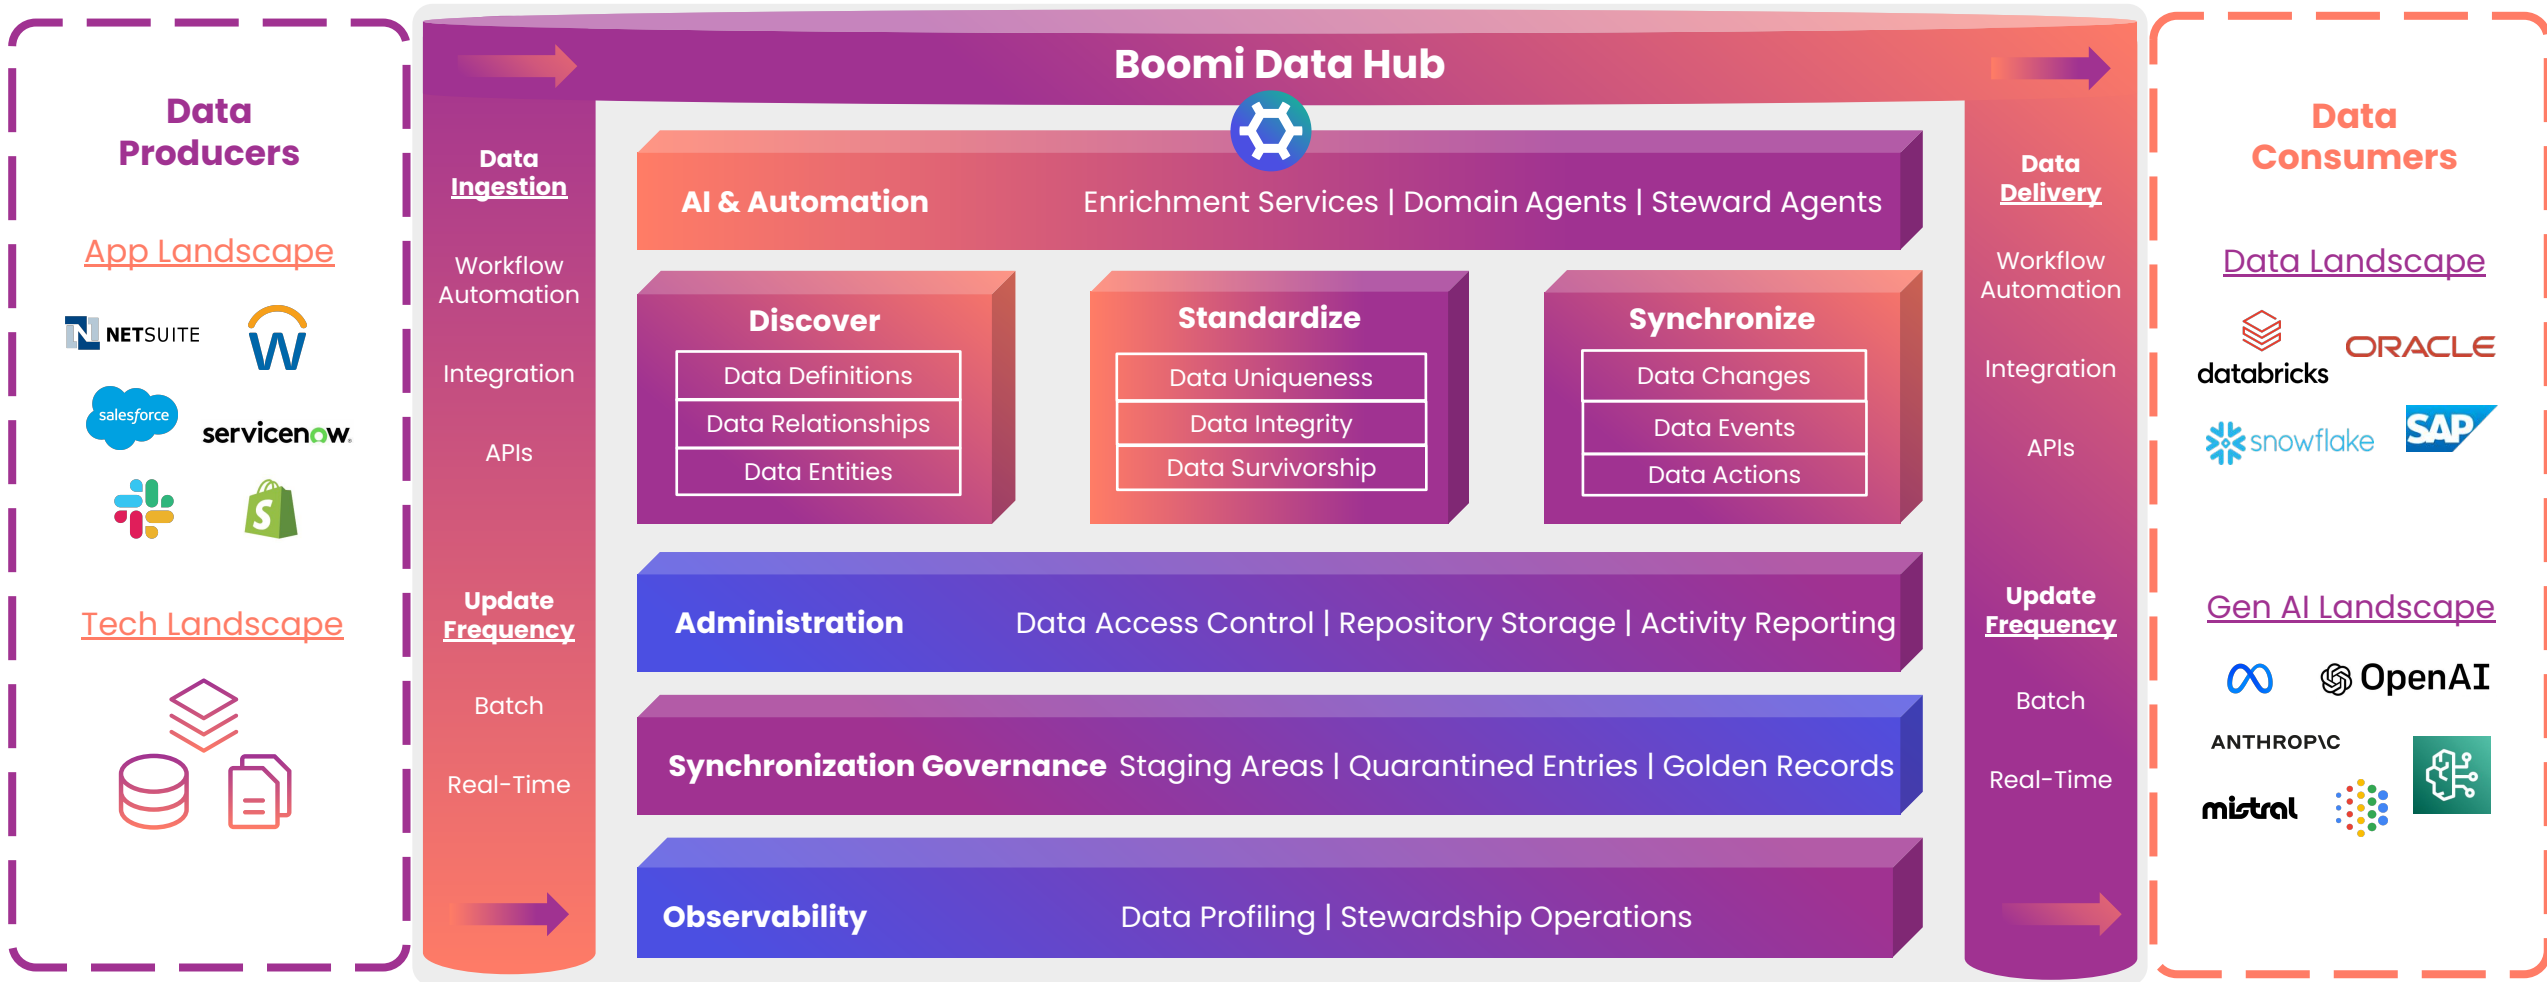 Boomi Data Hub
Data
Producers
App Landscape
NETSUITE
salesforce
servicenow
Tech Landscape
Data
Ingestion
Workflow
Automation
Integration
APIs
Update
Frequency
Batch
Real-Time
AI & Automation
Enrichment Services | Domain Agents | Steward Agents
Discover
Data Definitions
Data Relationships
Data Entities
Standardize
Data Uniqueness
Data Integrity
Data Survivorship
Synchronize
Data Changes
Data Events
Data Actions
Administration
Data Access Control | Repository Storage | Activity Reporting
Synchronization Governance
Staging Areas | Quarantined Entries | Golden Records
Observability
Data Profiling | Stewardship Operations
Data
Delivery
Workflow
Automation
Integration
APIs
Update
Frequency
Batch
Real-Time
Data
Consumers
Data Landscape
databricks
ORACLE
snowflake
SAP
Gen AI Landscape
OpenAI
ANTHROP\C
mistral